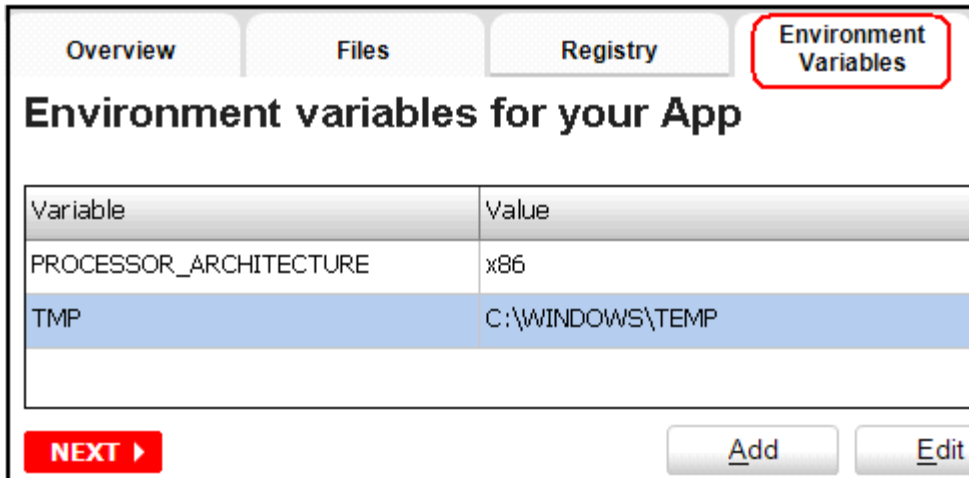 Overview Files Registry Environment Variables
Environment variables for your App
Variable Value
PROCESSOR_ARCHITECTURE x86
TMP C:\WINDOWS\TEMP
NEXT Add Edit